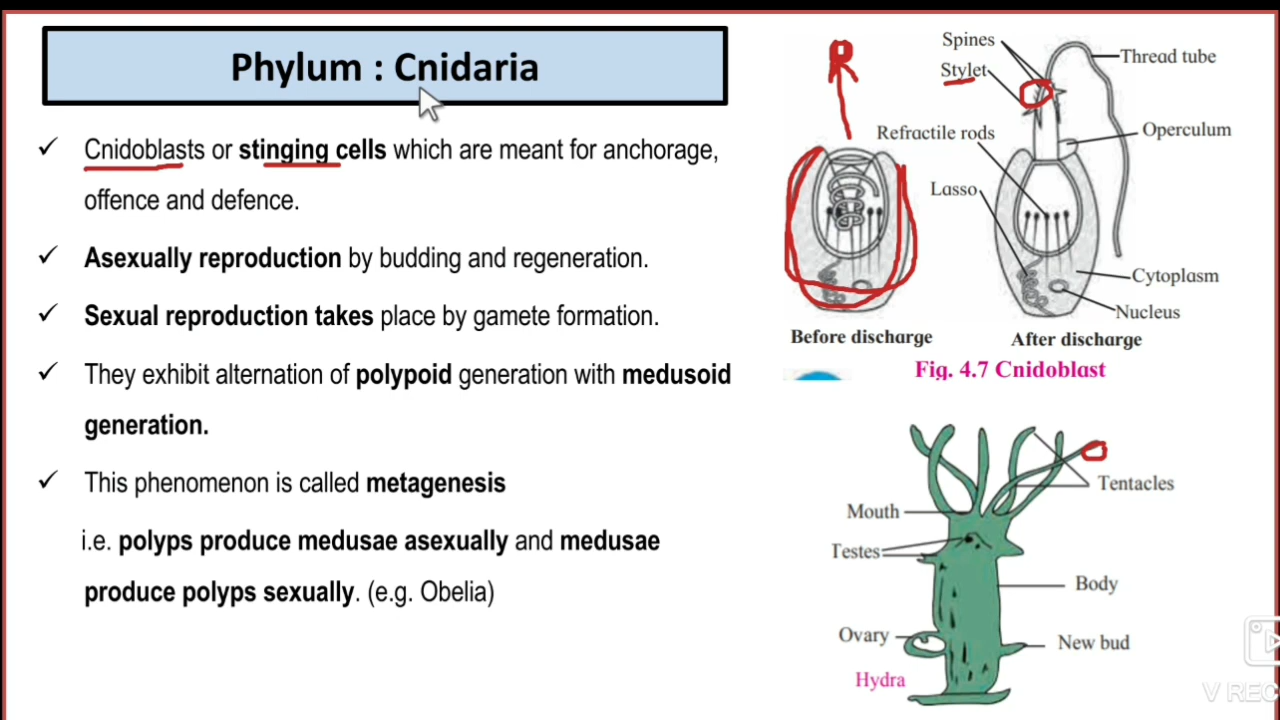 Phylum : Cnidaria
✓ Cnidoblasts or stinging cells which are meant for anchorage,
offence and defence.
✓ Asexually reproduction by budding and regeneration.
✓ Sexual reproduction takes place by gamete formation.
✓ They exhibit alternation of polypoid generation with medusoid
generation.
✓ This phenomenon is called metagenesis
i.e. polyps produce medusae asexually and medusae
produce polyps sexually. (e.g. Obelia)
Spines
Stylet
Thread tube
Refractile rods
Operculum
Lasso
Cytoplasm
Nucleus
Before discharge
After discharge
Fig. 4.7 Cnidoblast
Tentacles
Mouth
Testes
Body
Ovary
New bud
Hydra
V REC